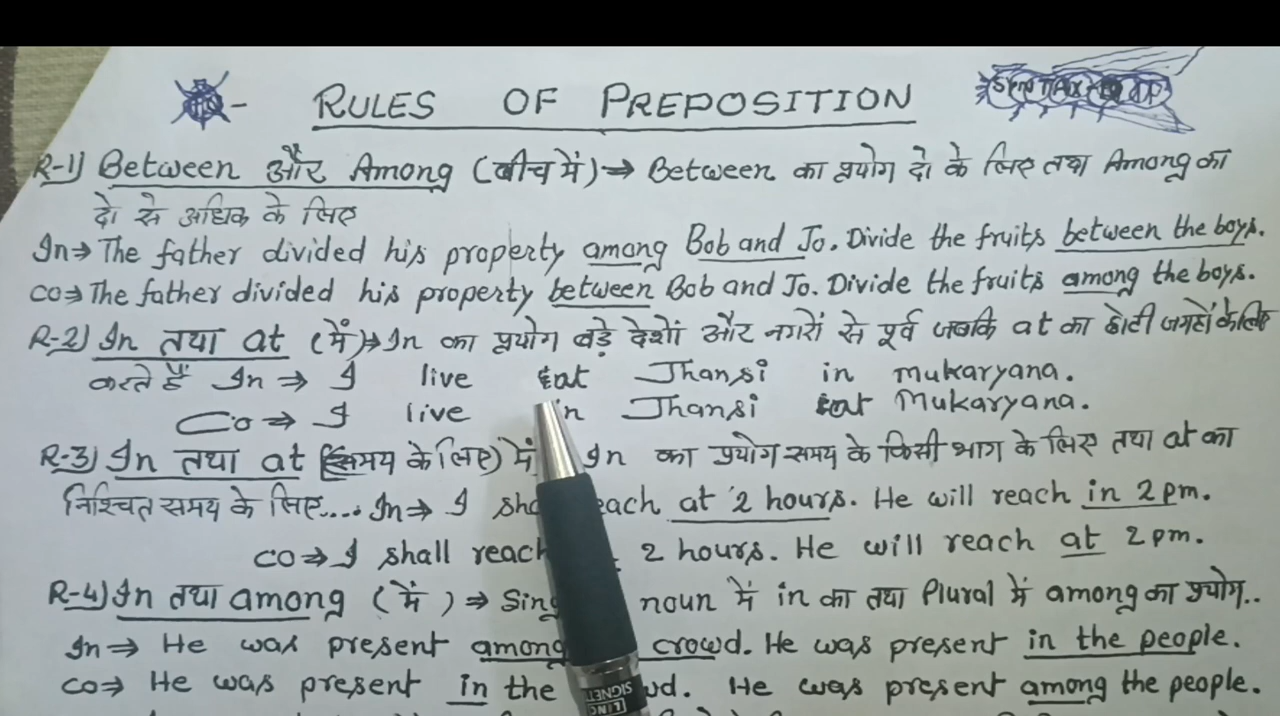 RULES OF PREPOSITION
R-1) Between और Among (बीच में) → Between का प्रयोग दो के लिए तथा Among का
दो से अधिक के लिए
In ⇒ The father divided his property among Bob and Jo. Divide the fruits between the boys.
CO ⇒ The father divided his property between Bob and Jo. Divide the fruits among the boys.
R-2) In तथा at (में) → In का प्रयोग बड़े देशों और नगरों से पूर्व जबकि at का छोटी जगहों के लिए
करते हैं In ⇒ I live at Jhansi in Mukaryana.
Co ⇒ I live in Jhansi at Mukaryana.
R-3) In तथा at (समय के लिए) में In का प्रयोग समय के किसी भाग के लिए तथा at का
निश्चित समय के लिए.... In ⇒ I reach at 2 hours. He will reach in 2 pm.
CO ⇒ I shall reach 2 hours. He will reach at 2 pm.
R-4) In तथा among (में) ⇒ noun में in का तथा Plural में among का प्रयोग..
In ⇒ He was present among crowd. He was present in the people.
CO ⇒ He was present in the He was present among the people.
LINC
SIGNET